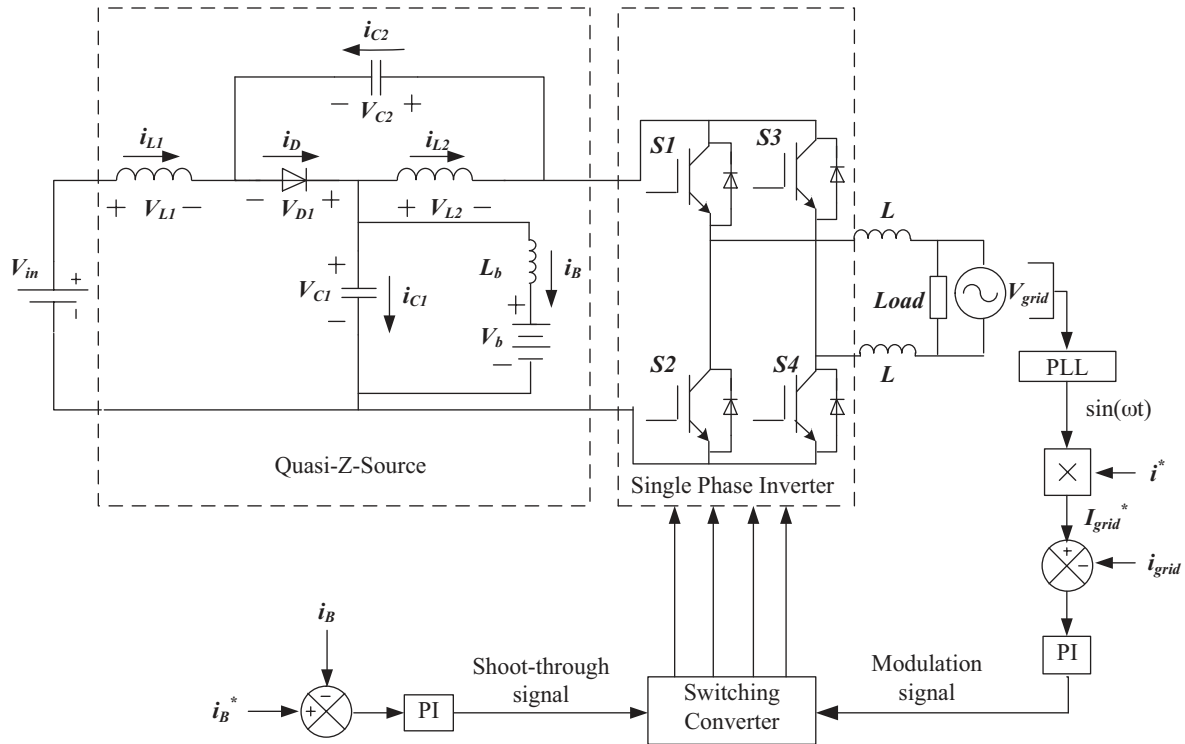 i_C2
− V_C2 +
i_L1
i_D
i_L2
+ V_L1 −
− V_D1 +
+ V_L2 −
S1
S3
V_in
+
-
+
V_C1
−
i_C1
L_b
i_B
+
V_b
−
L
Load
V_grid
L
S2
S4
PLL
sin(ωt)
Quasi-Z-Source
Single Phase Inverter
×
i*
I_grid*
+
-
i_grid
PI
i_B
−
+
i_B*
PI
Shoot-through
signal
Switching
Converter
Modulation
signal